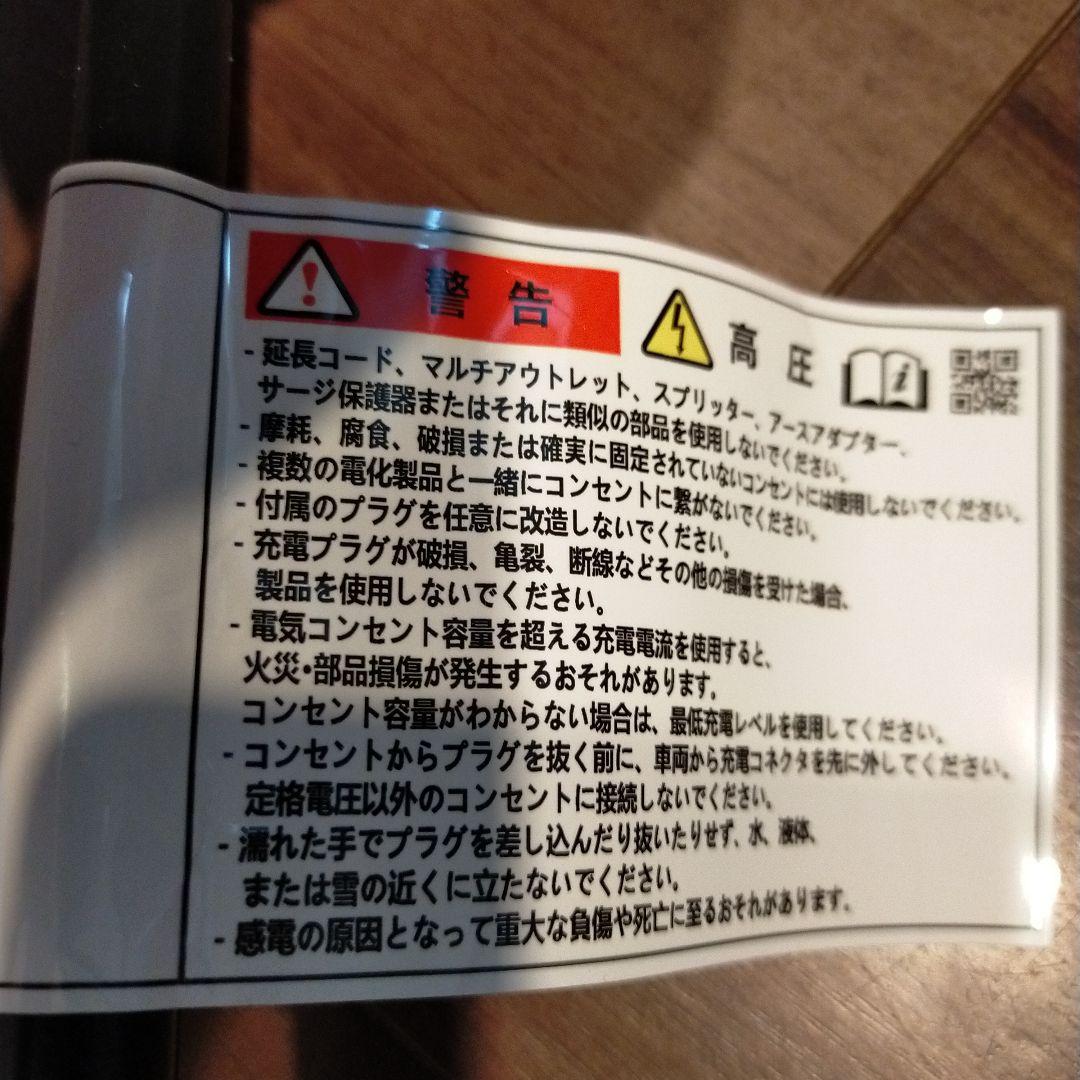 警告
高圧
- 延長コード、マルチアウトレット、スプリッター、アースアダプター、
サージ保護器またはそれに類似の部品を使用しないでください。
- 摩耗、腐食、破損または確実に固定されていないコンセントには使用しないでください。
- 複数の電化製品と一緒にコンセントに繋がないでください。
- 付属のプラグを任意に改造しないでください。
- 充電プラグが破損、亀裂、断線などその他の損傷を受けた場合、
製品を使用しないでください。
- 電気コンセント容量を超える充電電流を使用すると、
火災・部品損傷が発生するおそれがあります。
コンセント容量がわからない場合は、最低充電レベルを使用してください。
- コンセントからプラグを抜く前に、車両から充電コネクタを先に外してください。
定格電圧以外のコンセントに接続しないでください。
- 濡れた手でプラグを差し込んだり抜いたりせず、水、液体、
または雪の近くに立たないでください。
- 感電の原因となって重大な負傷や死亡に至るおそれがあります。